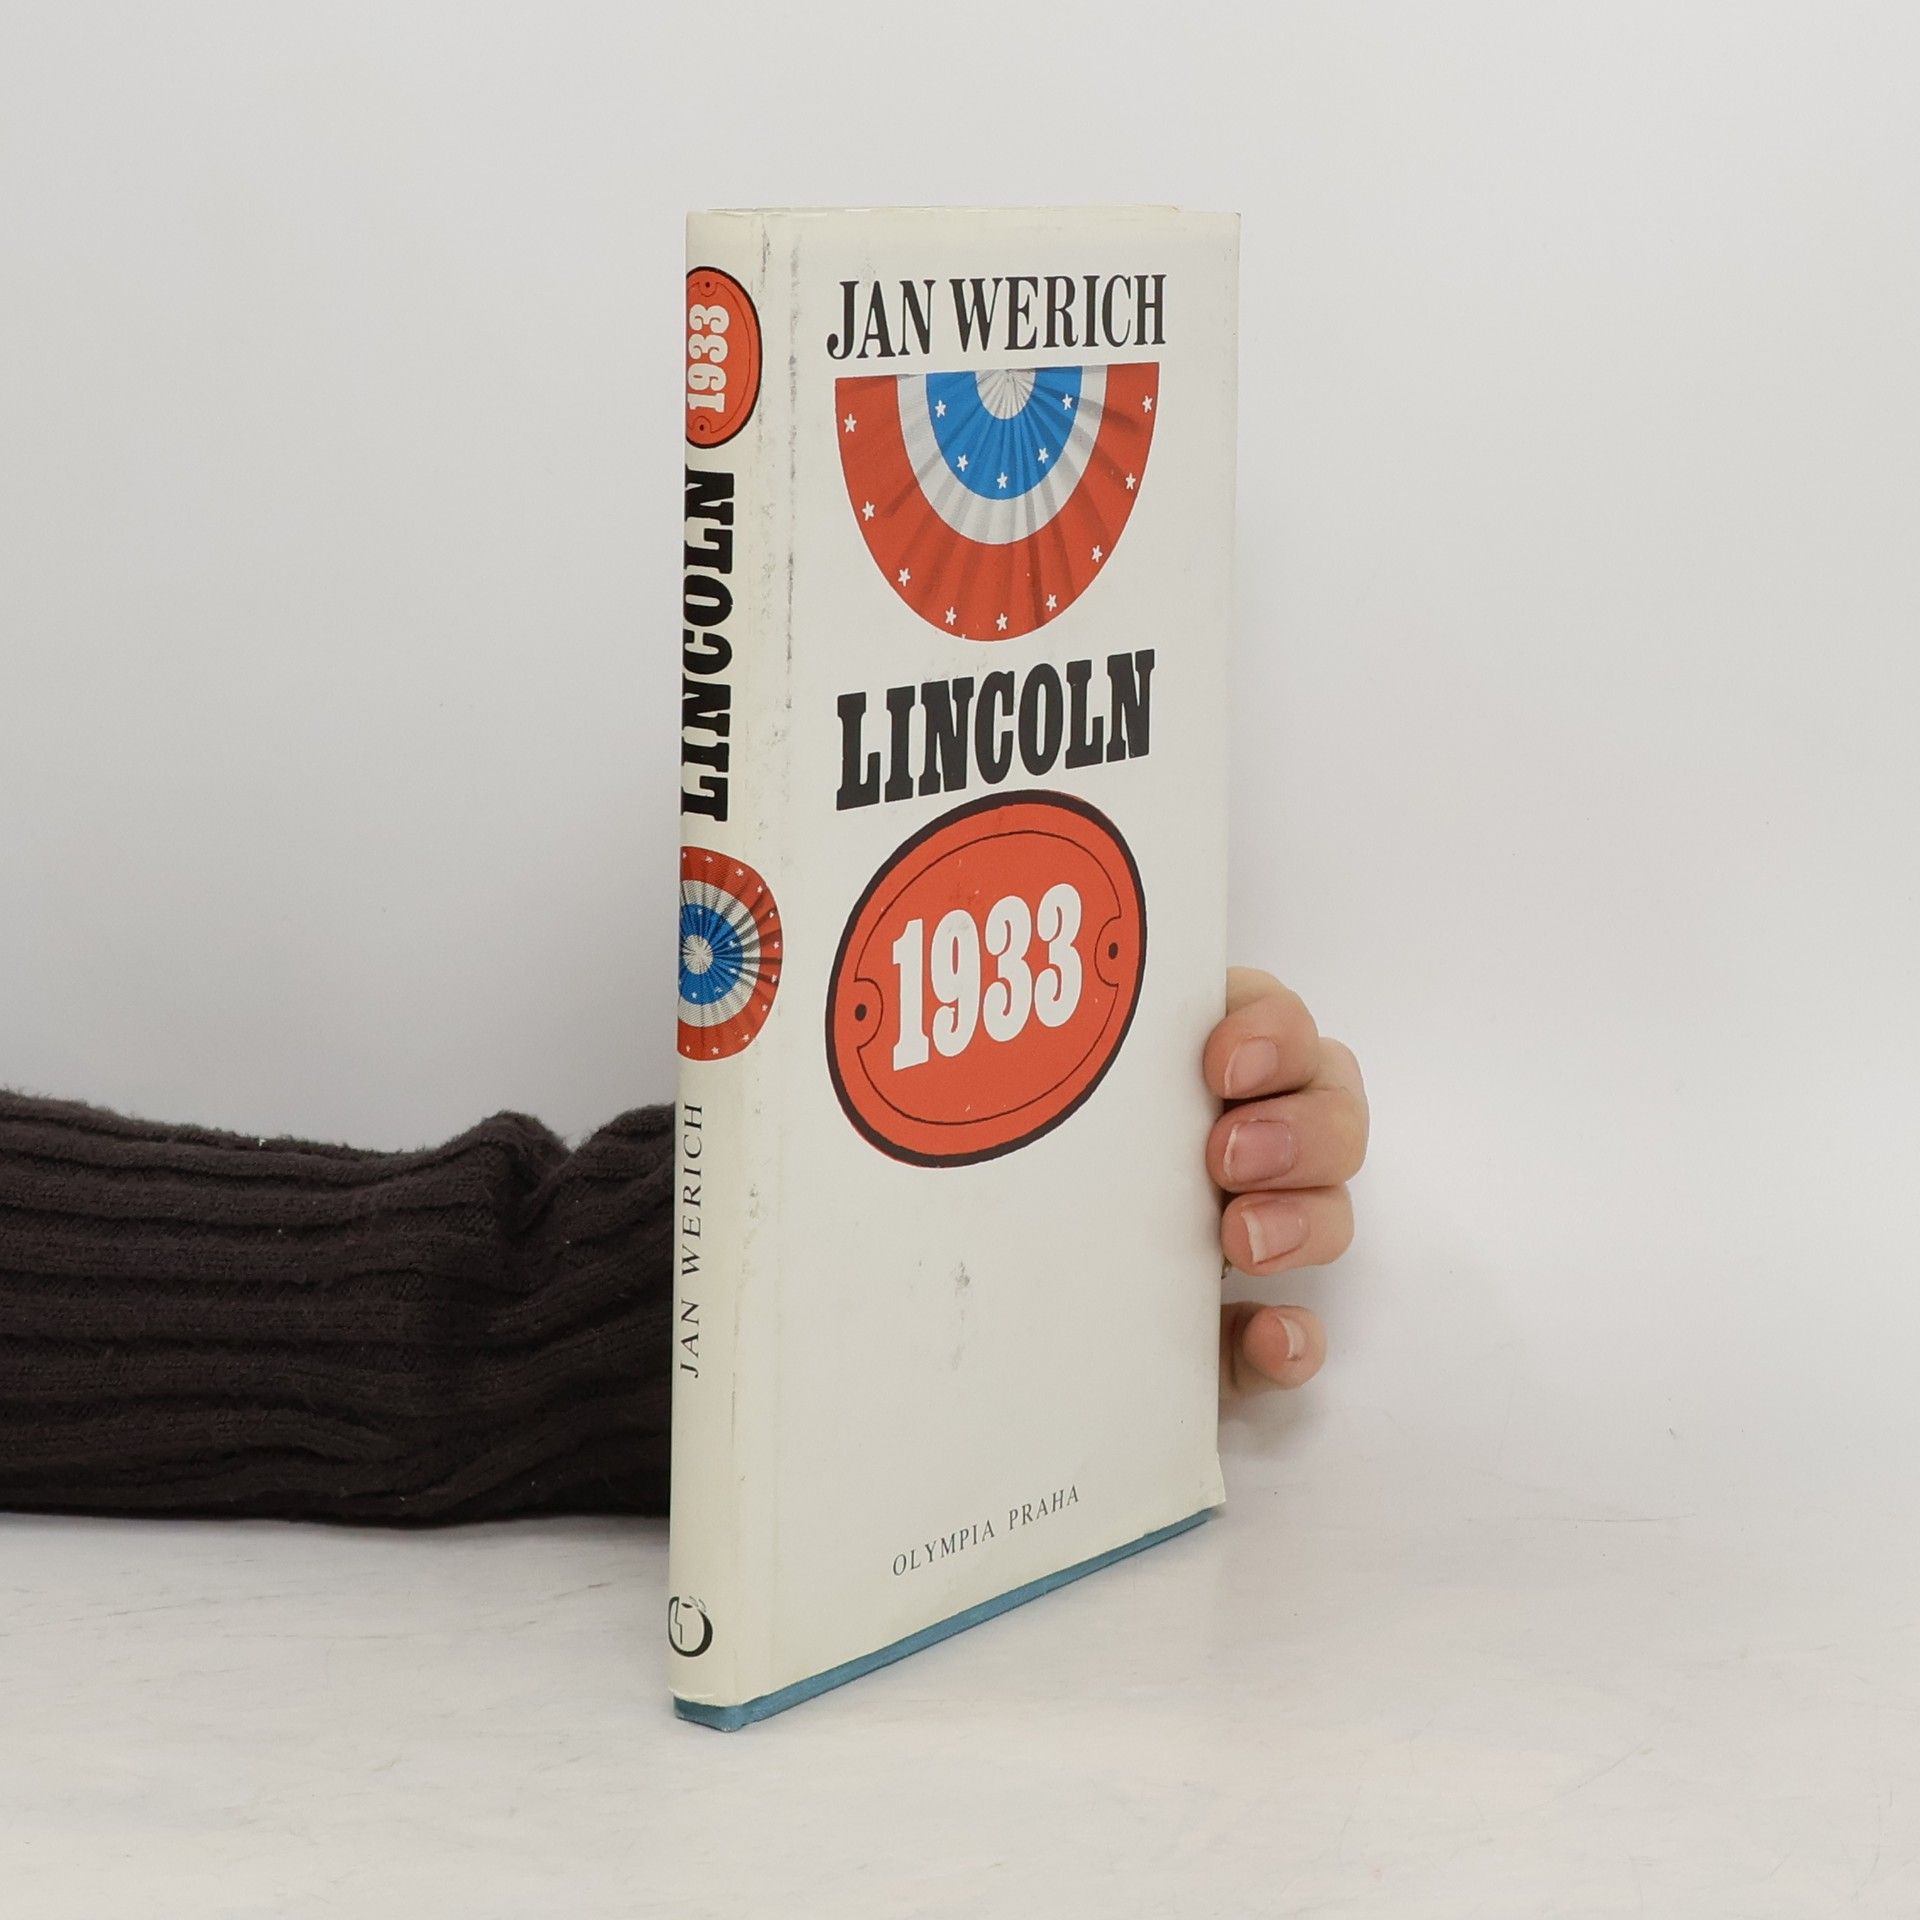 JAN WERICH
LINCOLN
1933
OLYMPIA PRAHA
JAN WERICH
LINCOLN
1933